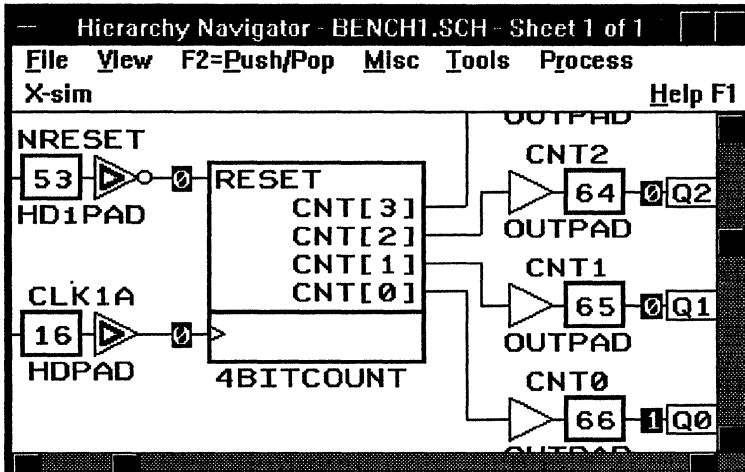 Hierarchy Navigator - BENCH1.SCH - Sheet 1 of 1
File View F2=Push/Pop Misc Tools Process
X-sim Help F1
OUTPAD
NRESET
53
0
HD1PAD
RESET
CNT[3]
CNT[2]
CNT[1]
CNT[0]
CNT2
64
0
Q2
OUTPAD
CNT1
65
0
Q1
OUTPAD
CLK1A
16
0
HDPAD
4BITCOUNT
CNT0
66
1
Q0
OUTPAD